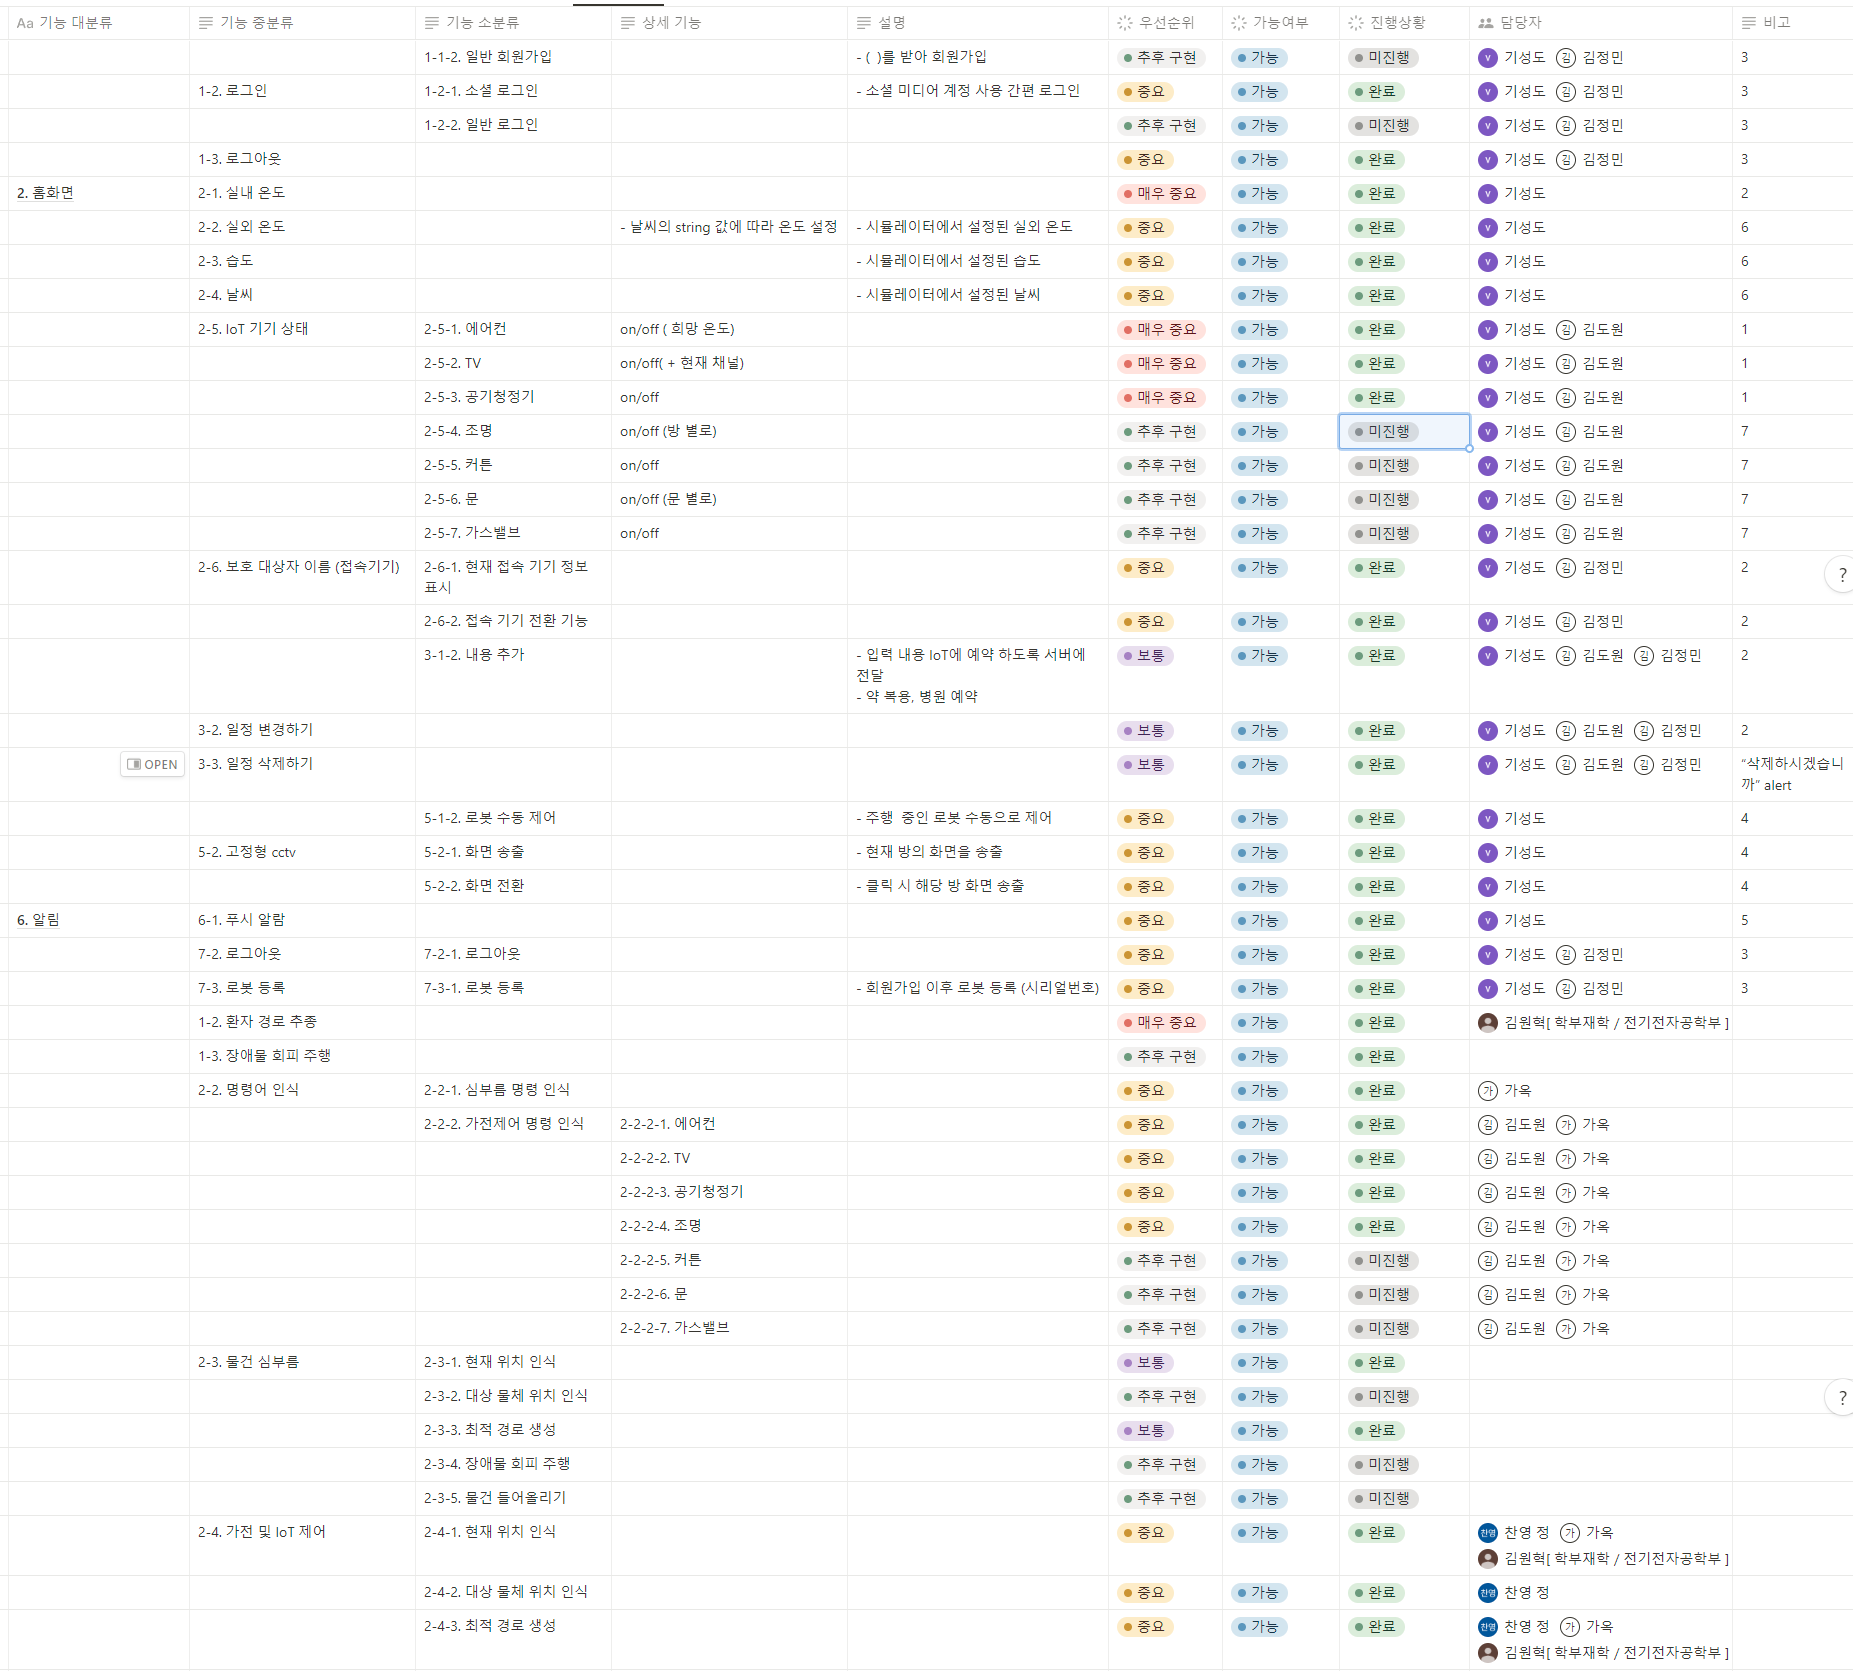 Aa 기능 대분류 기능 중분류 기능 소분류 상세 기능 설명 우선순위 가능여부 진행상황 담당자 비고
1-1-2. 일반 회원가입 - ( )를 받아 회원가입 추후 구현 가능 미진행 V 기성도 김 김정민 3
1-2. 로그인 1-2-1. 소셜 로그인 - 소셜 미디어 계정 사용 간편 로그인 중요 가능 완료 V 기성도 김 김정민 3
1-2-2. 일반 로그인 추후 구현 가능 미진행 V 기성도 김 김정민 3
1-3. 로그아웃 중요 가능 완료 V 기성도 김 김정민 3
2. 홈화면 2-1. 실내 온도 매우 중요 가능 완료 V 기성도 2
2-2. 실외 온도 - 날씨의 string 값에 따라 온도 설정 - 시뮬레이터에서 설정된 실외 온도 중요 가능 완료 V 기성도 6
2-3. 습도 - 시뮬레이터에서 설정된 습도 중요 가능 완료 V 기성도 6
2-4. 날씨 - 시뮬레이터에서 설정된 날씨 중요 가능 완료 V 기성도 6
2-5. IoT 기기 상태 2-5-1. 에어컨 on/off ( 희망 온도) 매우 중요 가능 완료 V 기성도 김 김도원 1
2-5-2. TV on/off( + 현재 채널) 매우 중요 가능 완료 V 기성도 김 김도원 1
2-5-3. 공기청정기 on/off 매우 중요 가능 완료 V 기성도 김 김도원 1
2-5-4. 조명 on/off (방 별로) 추후 구현 가능 미진행 V 기성도 김 김도원 7
2-5-5. 커튼 on/off 추후 구현 가능 미진행 V 기성도 김 김도원 7
2-5-6. 문 on/off (문 별로) 추후 구현 가능 미진행 V 기성도 김 김도원 7
2-5-7. 가스밸브 on/off 추후 구현 가능 미진행 V 기성도 김 김도원 7
2-6. 보호 대상자 이름 (접속기기) 2-6-1. 현재 접속 기기 정보 중요 가능 완료 V 기성도 김 김정민 2 ?
표시
2-6-2. 접속 기기 전환 기능 중요 가능 완료 V 기성도 김 김정민 2
3-1-2. 내용 추가 - 입력 내용 IoT에 예약 하도록 서버에 보통 가능 완료 V 기성도 김 김도원 김 김정민 2
전달
- 약 복용, 병원 예약
3-2. 일정 변경하기 보통 가능 완료 V 기성도 김 김도원 김 김정민 2
OPEN 3-3. 일정 삭제하기 보통 가능 완료 V 기성도 김 김도원 김 김정민 “삭제하시겠습니
까” alert
5-1-2. 로봇 수동 제어 - 주행 중인 로봇 수동으로 제어 중요 가능 완료 V 기성도 4
5-2. 고정형 cctv 5-2-1. 화면 송출 - 현재 방의 화면을 송출 중요 가능 완료 V 기성도 4
5-2-2. 화면 전환 - 클릭 시 해당 방 화면 송출 중요 가능 완료 V 기성도 4
6. 알림 6-1. 푸시 알람 중요 가능 완료 V 기성도 5
7-2. 로그아웃 7-2-1. 로그아웃 중요 가능 완료 V 기성도 김 김정민 3
7-3. 로봇 등록 7-3-1. 로봇 등록 - 회원가입 이후 로봇 등록 (시리얼번호) 중요 가능 완료 V 기성도 김 김정민 3
1-2. 환자 경로 추종 매우 중요 가능 완료 김원혁[ 학부재학 / 전기전자공학부 ]
1-3. 장애물 회피 주행 추후 구현 가능 완료
2-2. 명령어 인식 2-2-1. 심부름 명령 인식 중요 가능 완료 가 가옥
2-2-2. 가전제어 명령 인식 2-2-2-1. 에어컨 중요 가능 완료 김 김도원 가 가옥
2-2-2-2. TV 중요 가능 완료 김 김도원 가 가옥
2-2-2-3. 공기청정기 중요 가능 완료 김 김도원 가 가옥
2-2-2-4. 조명 중요 가능 완료 김 김도원 가 가옥
2-2-2-5. 커튼 추후 구현 가능 미진행 김 김도원 가 가옥
2-2-2-6. 문 추후 구현 가능 미진행 김 김도원 가 가옥
2-2-2-7. 가스밸브 추후 구현 가능 미진행 김 김도원 가 가옥
2-3. 물건 심부름 2-3-1. 현재 위치 인식 보통 가능 완료
2-3-2. 대상 물체 위치 인식 추후 구현 가능 미진행 ?
2-3-3. 최적 경로 생성 보통 가능 완료
2-3-4. 장애물 회피 주행 추후 구현 가능 미진행
2-3-5. 물건 들어올리기 추후 구현 가능 미진행
2-4. 가전 및 IoT 제어 2-4-1. 현재 위치 인식 중요 가능 완료 찬영 찬영 정 가 가옥
김원혁[ 학부재학 / 전기전자공학부 ]
2-4-2. 대상 물체 위치 인식 중요 가능 완료 찬영 찬영 정
2-4-3. 최적 경로 생성 중요 가능 완료 찬영 찬영 정 가 가옥
김원혁[ 학부재학 / 전기전자공학부 ]